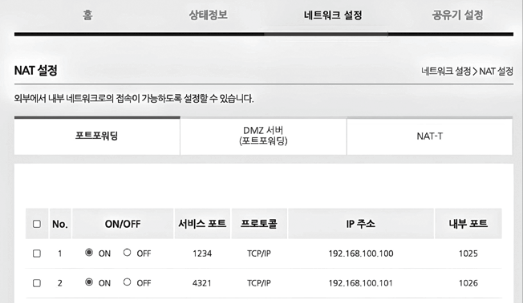 홈 상태정보 네트워크 설정 공유기 설정
NAT 설정 네트워크 설정 > NAT 설정
외부에서 내부 네트워크로의 접속이 가능하도록 설정할 수 있습니다.
포트포워딩 DMZ 서버 (포트포워딩) NAT-T
No. ON/OFF 서비스 포트 프로토콜 IP 주소 내부 포트
1 ON OFF 1234 TCP/IP 192.168.100.100 1025
2 ON OFF 4321 TCP/IP 192.168.100.101 1026